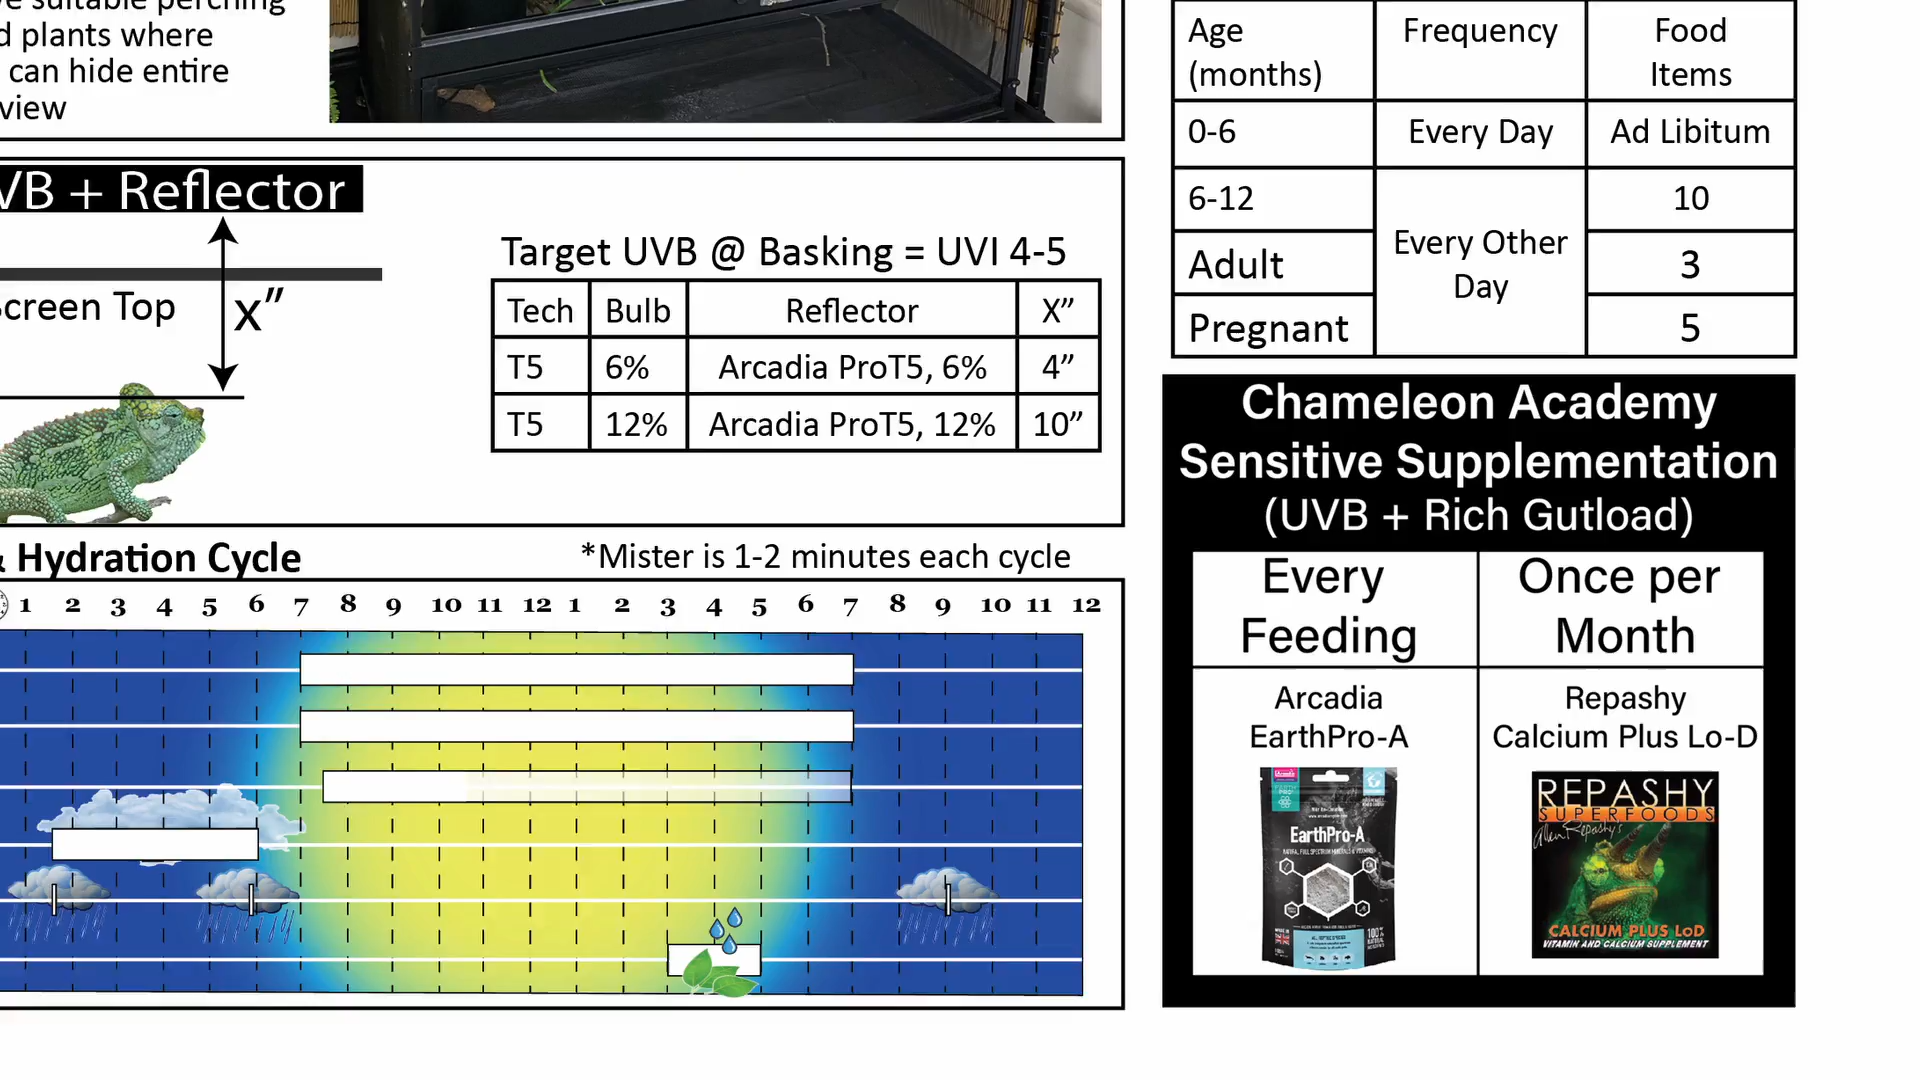 ve suitable perching
d plants where
can hide entire
view
VB + Reflector
Screen Top
X”
Target UVB @ Basking = UVI 4-5
Tech Bulb Reflector X”
T5 6% Arcadia ProT5, 6% 4”
T5 12% Arcadia ProT5, 12% 10”
& Hydration Cycle
*Mister is 1-2 minutes each cycle
1 2 3 4 5 6 7 8 9 10 11 12 1 2 3 4 5 6 7 8 9 10 11 12
Age (months) Frequency Food Items
0-6 Every Day Ad Libitum
6-12 Every Other Day 10
Adult 3
Pregnant 5
Chameleon Academy
Sensitive Supplementation
(UVB + Rich Gutload)
Every
Feeding
Once per
Month
Arcadia
EarthPro-A
Repashy
Calcium Plus Lo-D
EarthPro-A
REPASHY
SUPERFOODS
Allen Repashy's
CALCIUM PLUS LoD
VITAMIN AND CALCIUM SUPPLEMENT